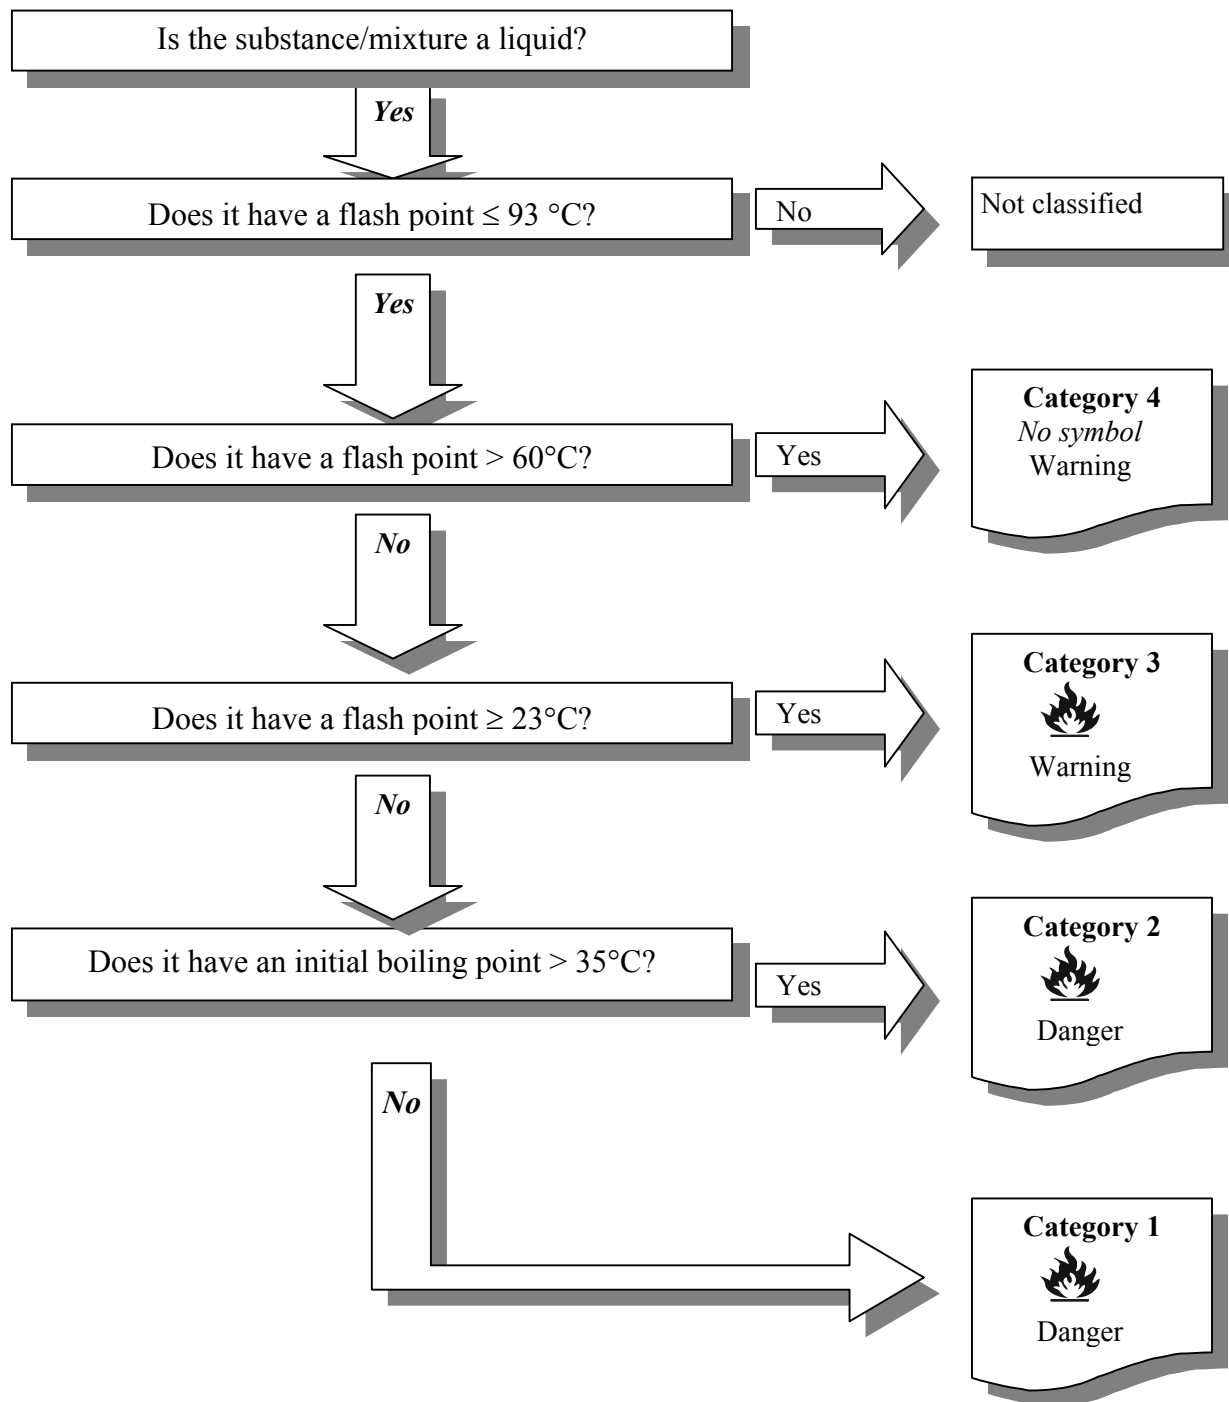 Is the substance/mixture a liquid?
Yes
Does it have a flash point ≤ 93 °C?
No
Not classified
Yes
Does it have a flash point > 60°C?
Yes
Category 4
No symbol
Warning
No
Does it have a flash point ≥ 23°C?
Yes
Category 3
Warning
No
Does it have an initial boiling point > 35°C?
Yes
Category 2
Danger
No
Category 1
Danger